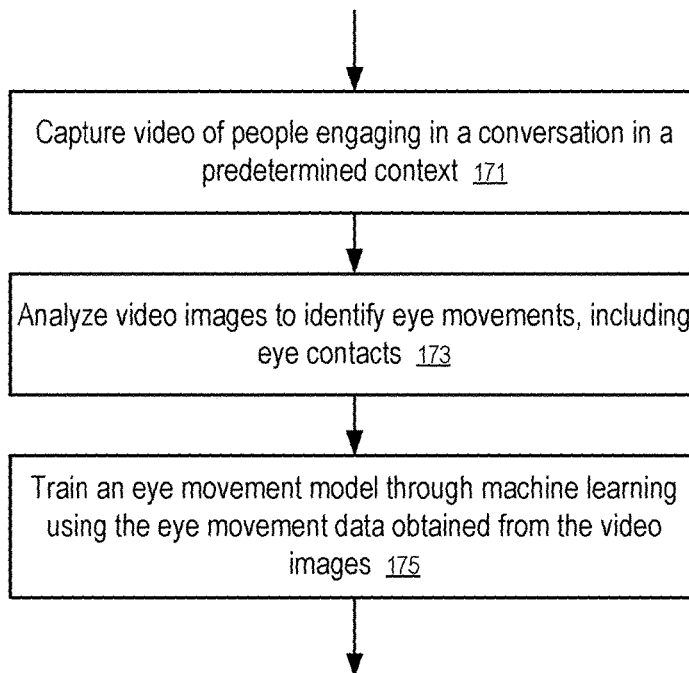 Capture video of people engaging in a conversation in a
predetermined context 171
Analyze video images to identify eye movements, including
eye contacts 173
Train an eye movement model through machine learning
using the eye movement data obtained from the video
images 175